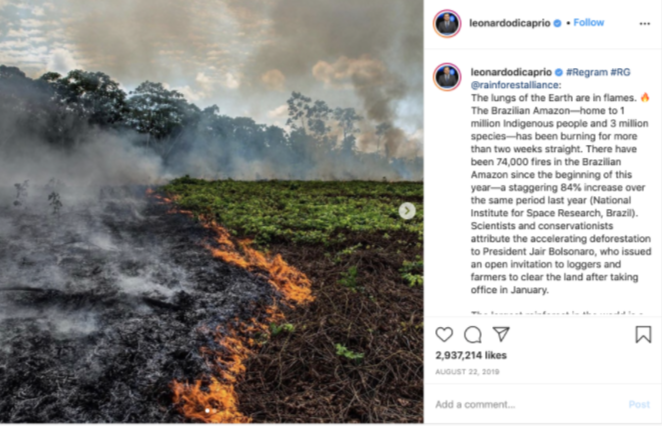 leonardodicaprio • Follow
leonardodicaprio #Regram #RG
@rainforestalliance:
The lungs of the Earth are in flames. 🔥
The Brazilian Amazon—home to 1
million Indigenous people and 3 million
species—has been burning for more
than two weeks straight. There have
been 74,000 fires in the Brazilian
Amazon since the beginning of this
year—a staggering 84% increase over
the same period last year (National
Institute for Space Research, Brazil).
Scientists and conservationists
attribute the accelerating deforestation
to President Jair Bolsonaro, who issued
an open invitation to loggers and
farmers to clear the land after taking
office in January.
2,937,214 likes
AUGUST 22, 2019
Add a comment...
Post